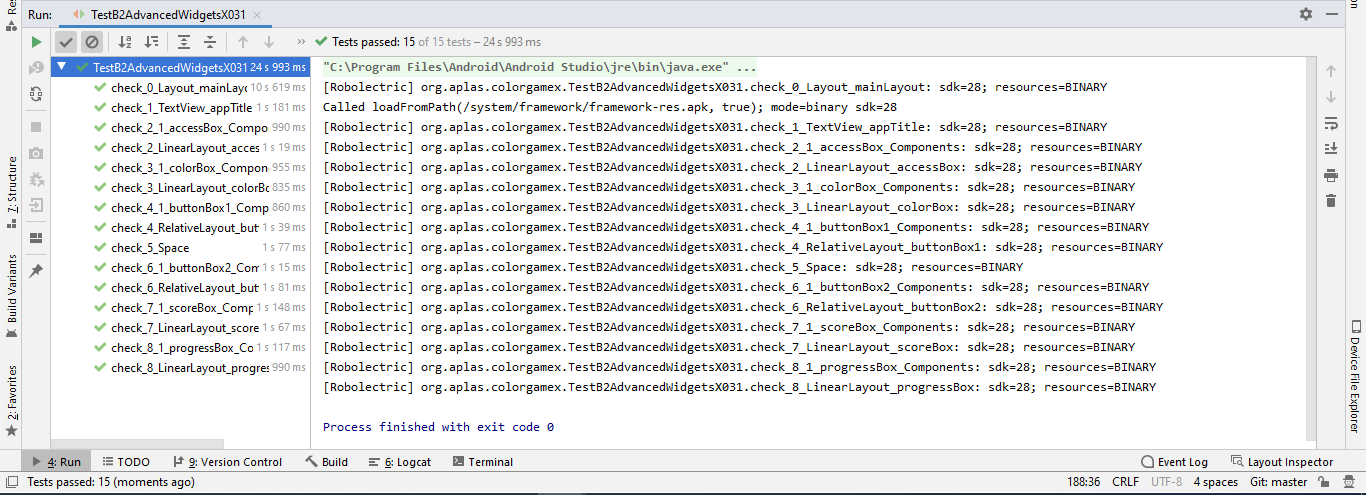 Run: TestB2AdvancedWidgetsX031
Tests passed: 15 of 15 tests – 24 s 993 ms
TestB2AdvancedWidgetsX031 24 s 993 ms
check_0_Layout_mainLay 10 s 619 ms
check_1_TextView_appTitle 1 s 181 ms
check_2_1_accessBox_Compo 990 ms
check_2_LinearLayout_acces 1 s 19 ms
check_3_1_colorBox_Compon 955 ms
check_3_LinearLayout_colorBo 835 ms
check_4_1_buttonBox1_Comp 860 ms
check_4_RelativeLayout_but 1 s 39 ms
check_5_Space 1 s 77 ms
check_6_1_buttonBox2_Com 1 s 15 ms
check_6_RelativeLayout_but 1 s 81 ms
check_7_1_scoreBox_Comp 1 s 148 ms
check_7_LinearLayout_score 1 s 67 ms
check_8_1_progressBox_Co 1 s 117 ms
check_8_LinearLayout_progres 990 ms
"C:\Program Files\Android\Android Studio\jre\bin\java.exe" ...
[Robolectric] org.aplas.colorgamex.TestB2AdvancedWidgetsX031.check_0_Layout_mainLayout: sdk=28; resources=BINARY
Called loadFromPath(/system/framework/framework-res.apk, true); mode=binary sdk=28
[Robolectric] org.aplas.colorgamex.TestB2AdvancedWidgetsX031.check_1_TextView_appTitle: sdk=28; resources=BINARY
[Robolectric] org.aplas.colorgamex.TestB2AdvancedWidgetsX031.check_2_1_accessBox_Components: sdk=28; resources=BINARY
[Robolectric] org.aplas.colorgamex.TestB2AdvancedWidgetsX031.check_2_LinearLayout_accessBox: sdk=28; resources=BINARY
[Robolectric] org.aplas.colorgamex.TestB2AdvancedWidgetsX031.check_3_1_colorBox_Components: sdk=28; resources=BINARY
[Robolectric] org.aplas.colorgamex.TestB2AdvancedWidgetsX031.check_3_LinearLayout_colorBox: sdk=28; resources=BINARY
[Robolectric] org.aplas.colorgamex.TestB2AdvancedWidgetsX031.check_4_1_buttonBox1_Components: sdk=28; resources=BINARY
[Robolectric] org.aplas.colorgamex.TestB2AdvancedWidgetsX031.check_4_RelativeLayout_buttonBox1: sdk=28; resources=BINARY
[Robolectric] org.aplas.colorgamex.TestB2AdvancedWidgetsX031.check_5_Space: sdk=28; resources=BINARY
[Robolectric] org.aplas.colorgamex.TestB2AdvancedWidgetsX031.check_6_1_buttonBox2_Components: sdk=28; resources=BINARY
[Robolectric] org.aplas.colorgamex.TestB2AdvancedWidgetsX031.check_6_RelativeLayout_buttonBox2: sdk=28; resources=BINARY
[Robolectric] org.aplas.colorgamex.TestB2AdvancedWidgetsX031.check_7_1_scoreBox_Components: sdk=28; resources=BINARY
[Robolectric] org.aplas.colorgamex.TestB2AdvancedWidgetsX031.check_7_LinearLayout_scoreBox: sdk=28; resources=BINARY
[Robolectric] org.aplas.colorgamex.TestB2AdvancedWidgetsX031.check_8_1_progressBox_Components: sdk=28; resources=BINARY
[Robolectric] org.aplas.colorgamex.TestB2AdvancedWidgetsX031.check_8_LinearLayout_progressBox: sdk=28; resources=BINARY
Process finished with exit code 0
7: Structure
Build Variants
2: Favorites
Device File Explorer
4: Run TODO 9: Version Control Build 6: Logcat Terminal Event Log Layout Inspector
Tests passed: 15 (moments ago) 188:36 CRLF UTF-8 4 spaces Git: master